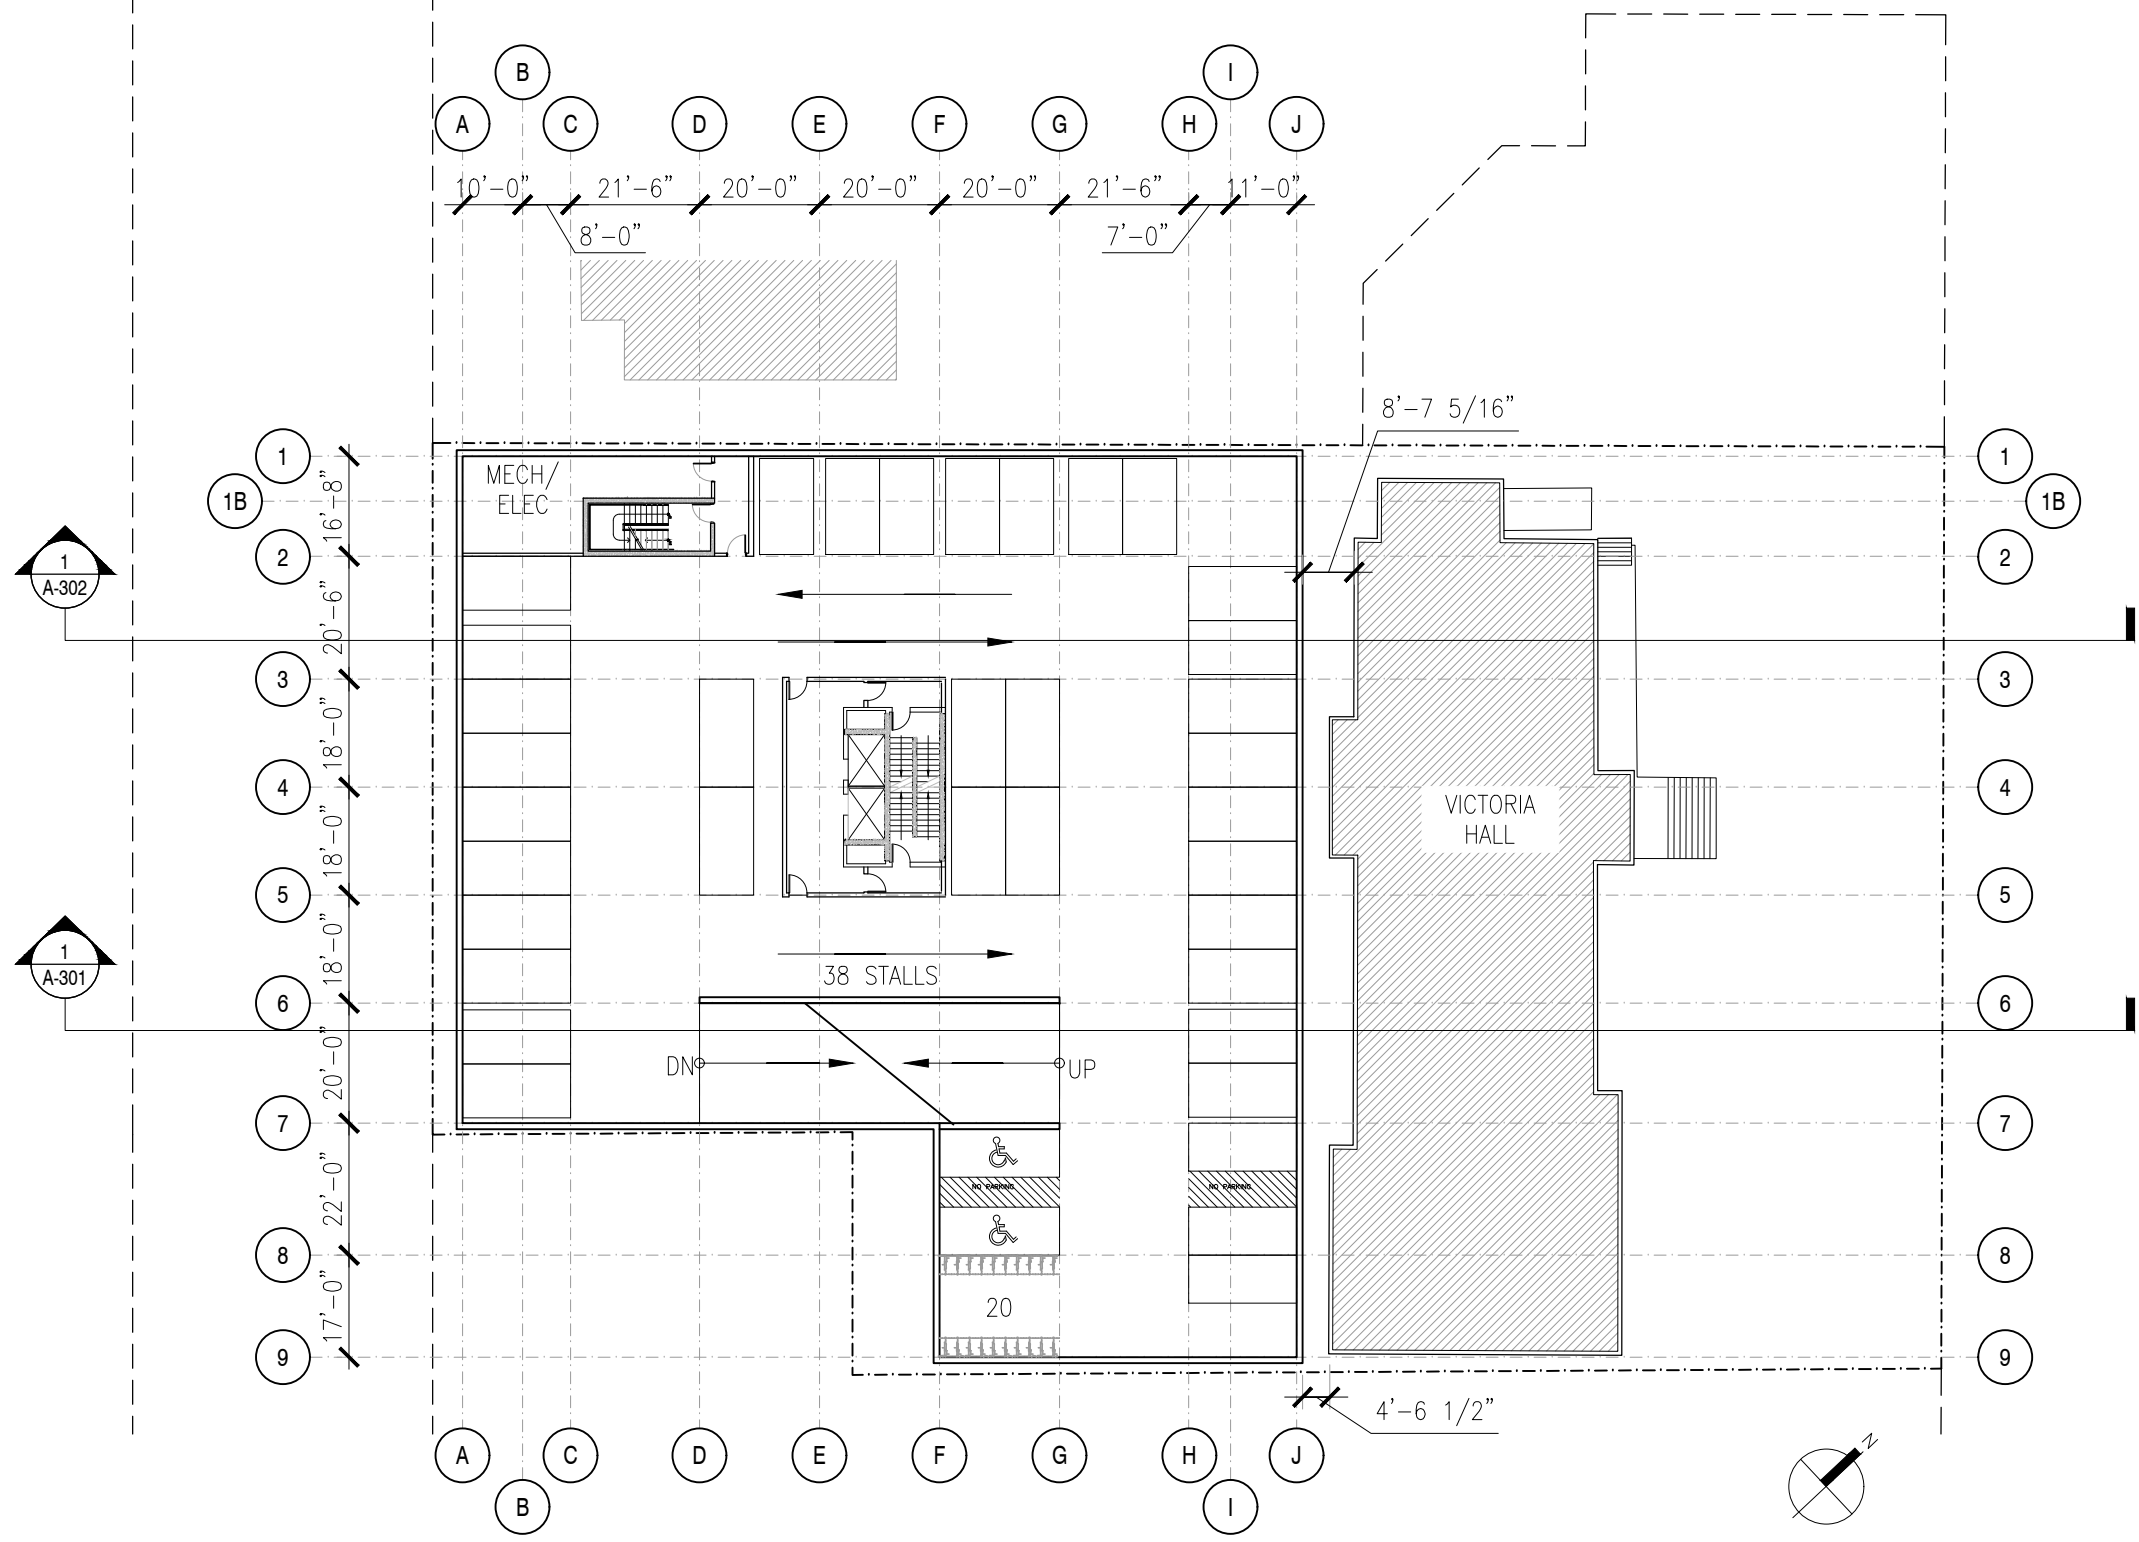 B
I
A
C
D
E
F
G
H
J
10'-0"
21'-6"
20'-0"
20'-0"
20'-0"
21'-6"
11'-0"
8'-0"
7'-0"
8'-7 5/16"
1
1
MECH/
ELEC
16'-8"
1B
1B
2
2
1
A-302
20'-6"
3
3
18'-0"
4
4
VICTORIA
HALL
18'-0"
5
5
1
A-301
18'-0"
38 STALLS
6
6
20'-0"
DN
UP
7
7
22'-0"
NO PARKING
NO PARKING
8
8
17'-0"
20
9
9
4'-6 1/2"
A
C
D
E
F
G
H
J
B
I
N